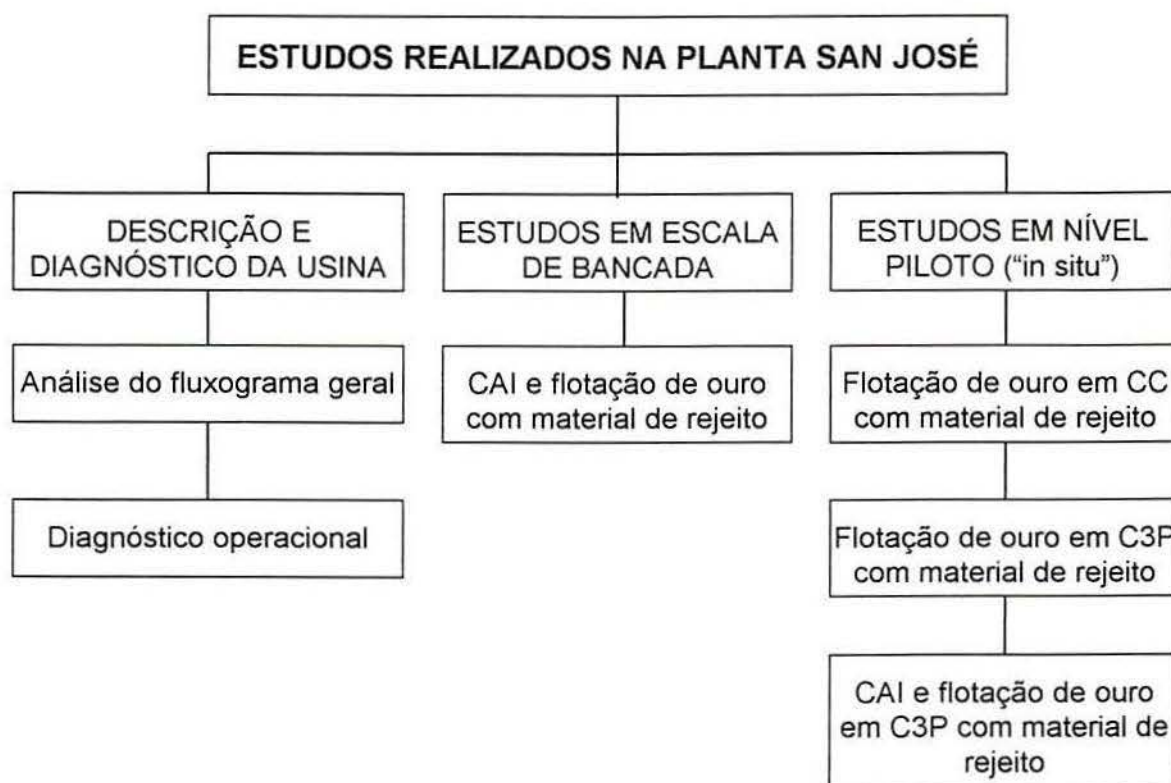 ESTUDOS REALIZADOS NA PLANTA SAN JOSÉ
DESCRIÇÃO E
DIAGNÓSTICO DA USINA
Análise do fluxograma geral
Diagnóstico operacional
ESTUDOS EM ESCALA
DE BANCADA
CAI e flotação de ouro
com material de rejeito
ESTUDOS EM NÍVEL
PILOTO (“in situ”)
Flotação de ouro em CC
com material de rejeito
Flotação de ouro em C3P
com material de rejeito
CAI e flotação de ouro
em C3P com material de
rejeito